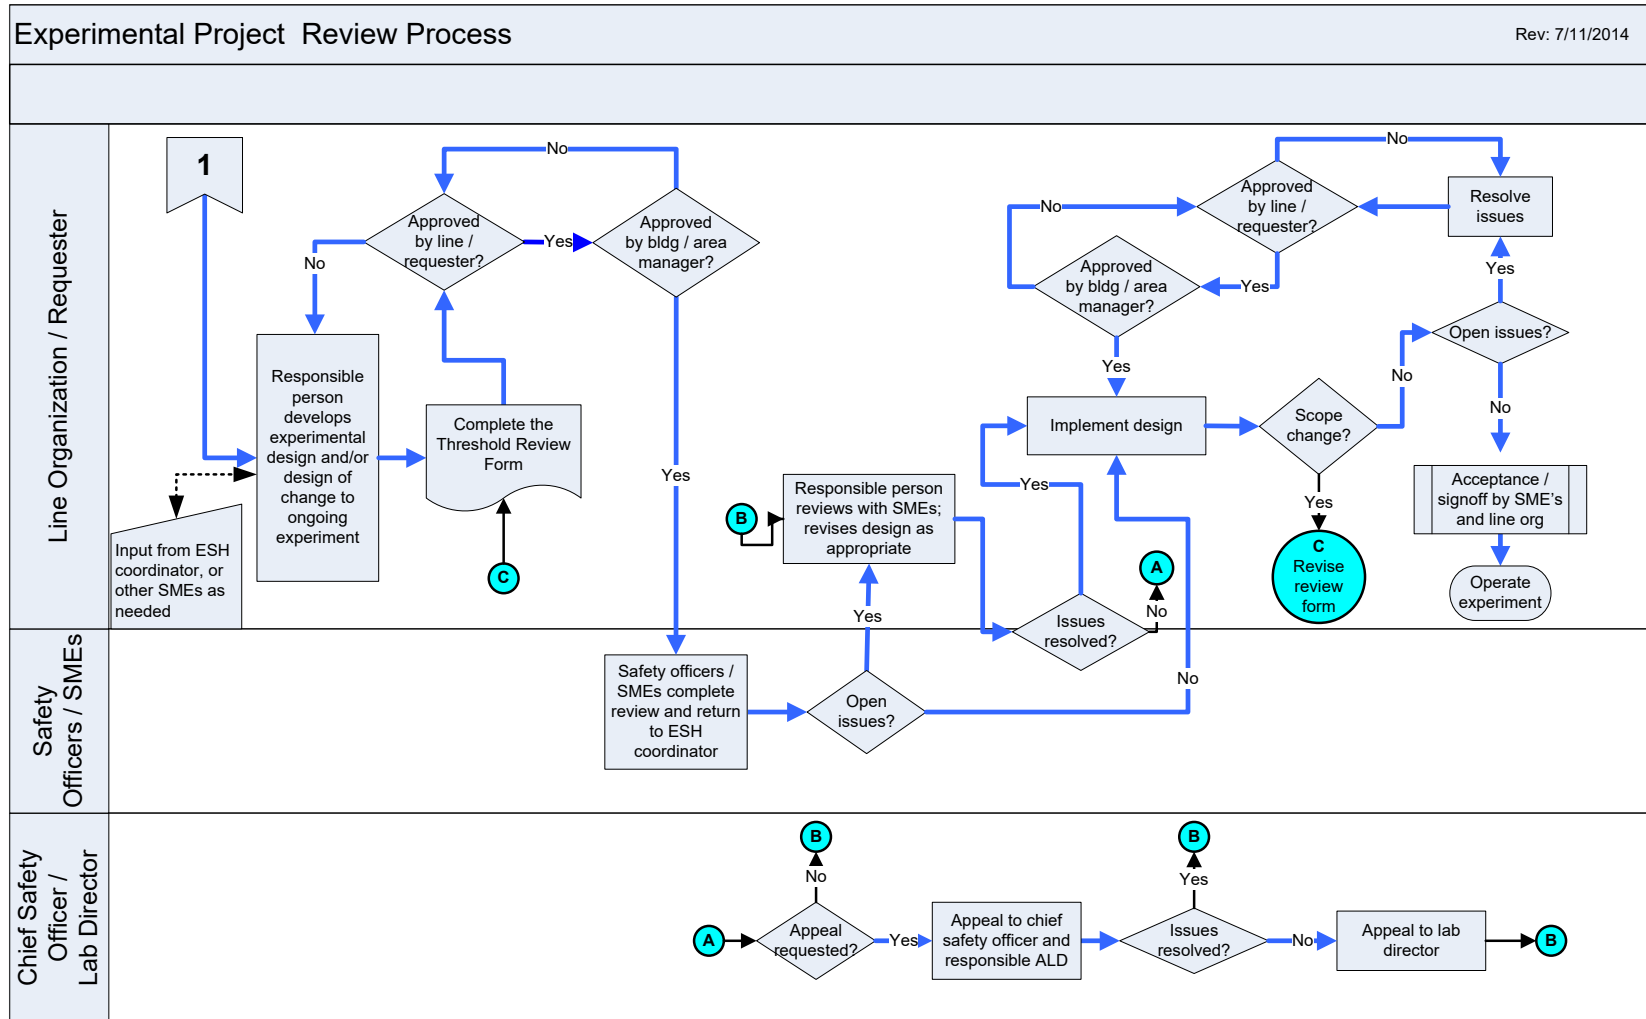 Experimental Project  Review Process
Rev: 7/11/2014
Line Organization / Requester
1
No
Approved
by line /
requester?
Yes
Approved
by bldg / area
manager?
No
Responsible
person
develops
experimental
design and/or
design of
change to
ongoing
experiment
Complete the
Threshold Review
Form
C
Input from ESH
coordinator, or
other SMEs as
needed
Yes
B
Responsible person
reviews with SMEs;
revises design as
appropriate
Yes
No
Approved
by line /
requester?
Resolve
issues
No
Approved
by bldg / area
manager?
Yes
Yes
Yes
Open issues?
Implement design
Scope
change?
No
No
Yes
Yes
C
Revise
review
form
Acceptance /
signoff by SME's
and line org
Operate
experiment
A
No
Issues
resolved?
Safety
Officers / SMEs
Safety officers /
SMEs complete
review and return
to ESH
coordinator
Open
issues?
No
Chief Safety
Officer /
Lab Director
B
No
A
Appeal
requested?
Yes
Appeal to chief
safety officer and
responsible ALD
B
Yes
Issues
resolved?
No
Appeal to lab
director
B